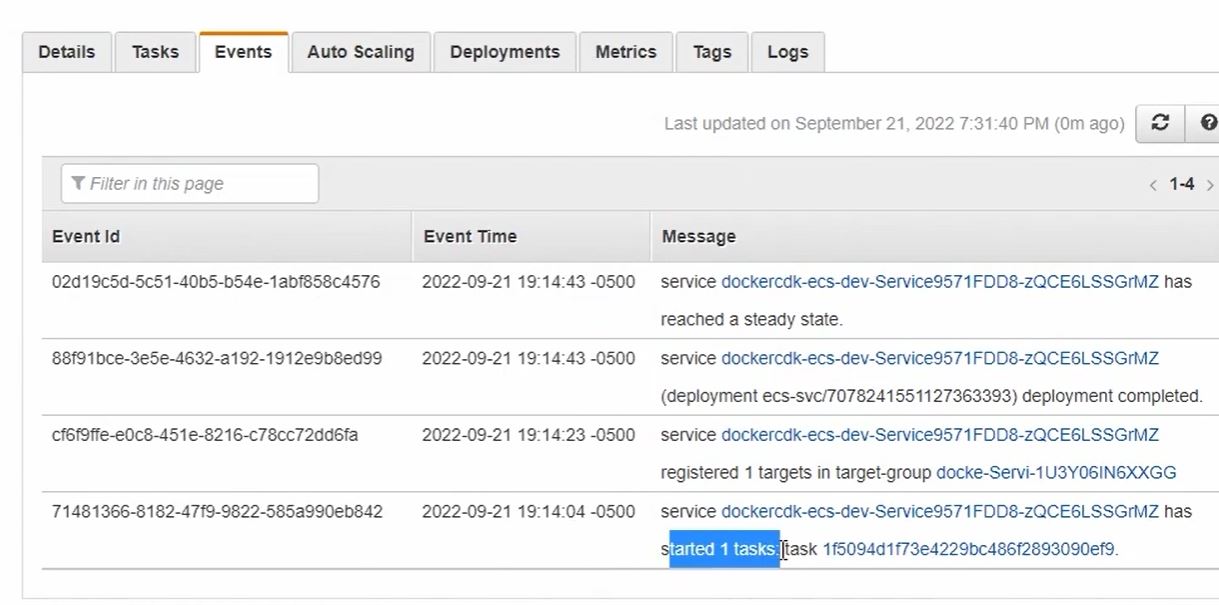 Details Tasks Events Auto Scaling Deployments Metrics Tags Logs
Last updated on September 21, 2022 7:31:40 PM (0m ago)
Filter in this page
< 1-4 >
Event Id Event Time Message
02d19c5d-5c51-40b5-b54e-1abf858c4576 2022-09-21 19:14:43 -0500 service dockercdk-ecs-dev-Service9571FDD8-zQCE6LSSGrMZ has
reached a steady state.
88f91bce-3e5e-4632-a192-1912e9b8ed99 2022-09-21 19:14:43 -0500 service dockercdk-ecs-dev-Service9571FDD8-zQCE6LSSGrMZ
(deployment ecs-svc/7078241551127363393) deployment completed.
cf6f9ffe-e0c8-451e-8216-c78cc72dd6fa 2022-09-21 19:14:23 -0500 service dockercdk-ecs-dev-Service9571FDD8-zQCE6LSSGrMZ
registered 1 targets in target-group docke-Servi-1U3Y06IN6XXGG
71481366-8182-47f9-9822-585a990eb842 2022-09-21 19:14:04 -0500 service dockercdk-ecs-dev-Service9571FDD8-zQCE6LSSGrMZ has
started 1 tasks: task 1f5094d1f73e4229bc486f2893090ef9.